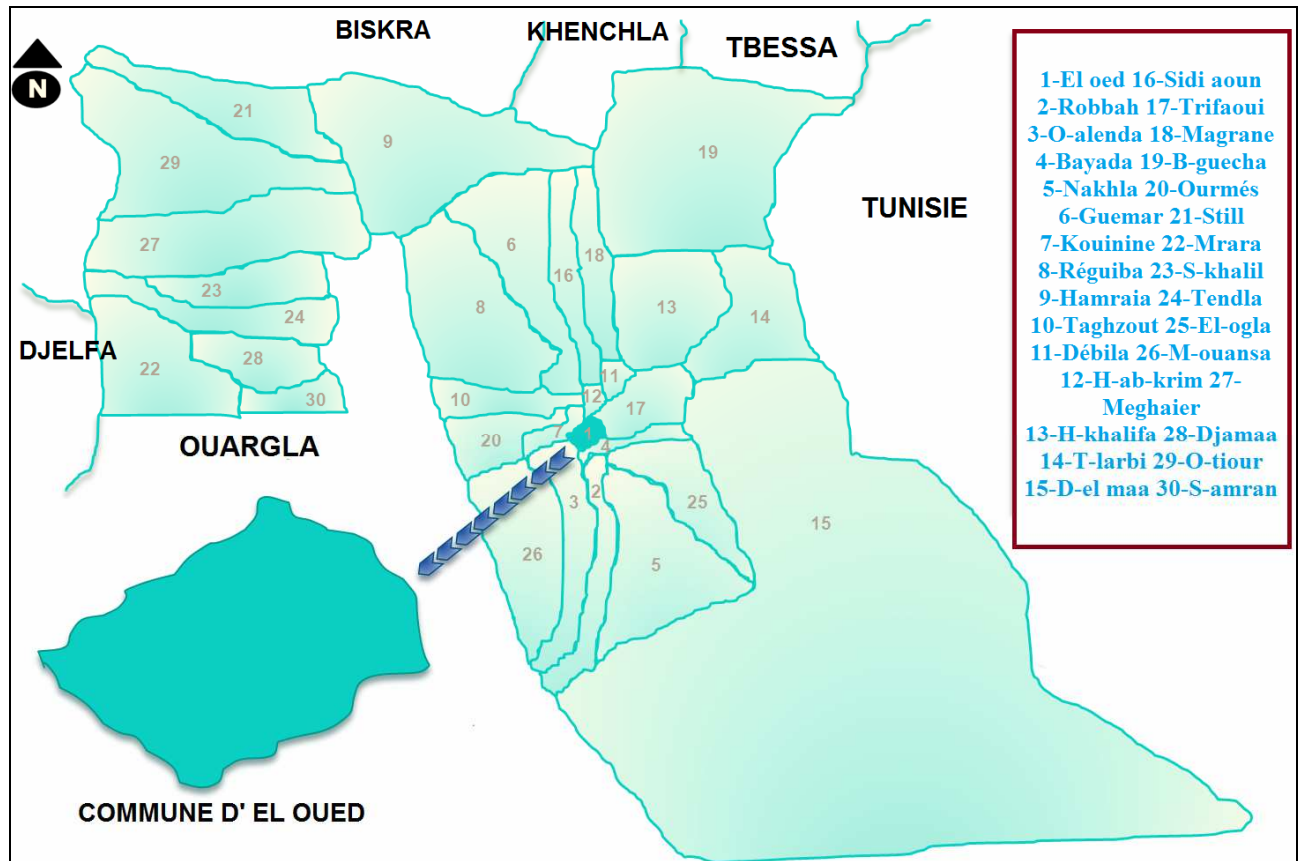 BISKRA
KHENCHLA
TBESSA
N
21
9
29
19
TUNISIE
27
6
18
16
23
8
13
14
24
DJELFA
28
22
11
10
30
12
17
7
1
20
4
OUARGLA
2
3
25
15
26
5
COMMUNE D' EL OUED
1-El oed 16-Sidi aoun
2-Robbah 17-Trifaoui
3-O-alenda 18-Magrane
4-Bayada 19-B-guecha
5-Nakhla 20-Ourmés
6-Guemar 21-Still
7-Kouinine 22-Mrara
8-Réguiba 23-S-khalil
9-Hamraia 24-Tendla
10-Taghzout 25-El-ogla
11-Débila 26-M-ouansa
12-H-ab-krim 27-
Meghaier
13-H-khalifa 28-Djamaa
14-T-larbi 29-O-tiour
15-D-el maa 30-S-amran